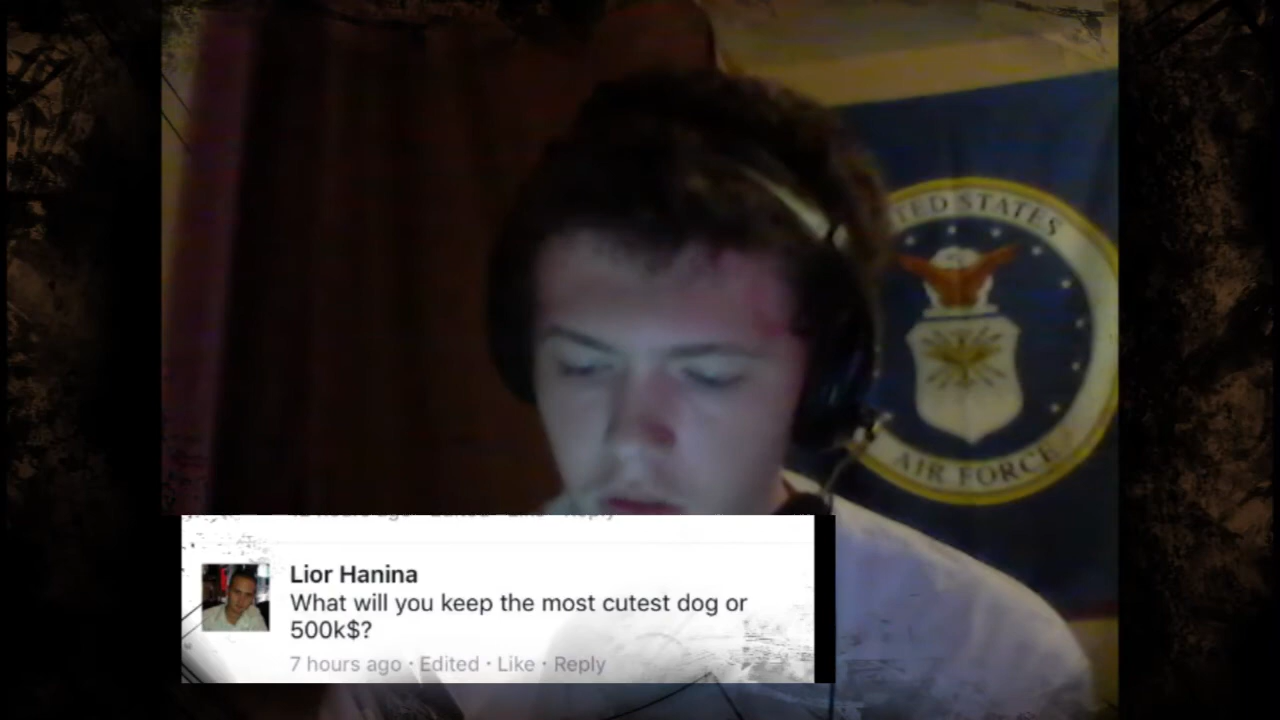 TED STATES
AIR FORCE
Lior Hanina
What will you keep the most cutest dog or
500k$?
7 hours ago · Edited · Like · Reply